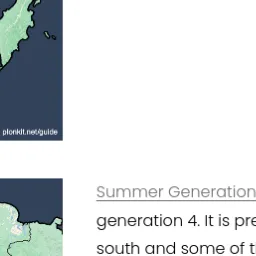 plonkit.net/guide
Summer Generation
generation 4. It is pre
south and some of t